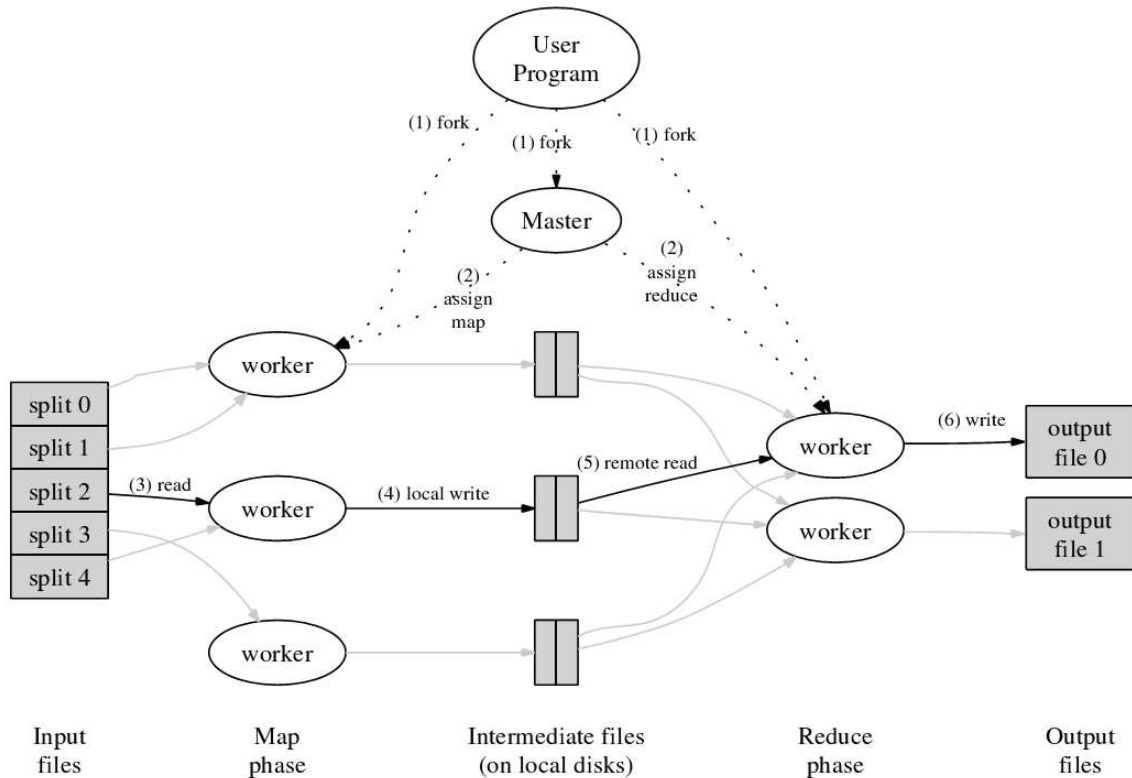 User
Program
(1) fork
(1) fork
(1) fork
Master
(2)
assign
map
(2)
assign
reduce
worker
split 0
split 1
split 2
split 3
split 4
(3) read
worker
(4) local write
worker
(5) remote read
worker
(6) write
output
file 0
worker
output
file 1
Input
files
Map
phase
Intermediate files
(on local disks)
Reduce
phase
Output
files